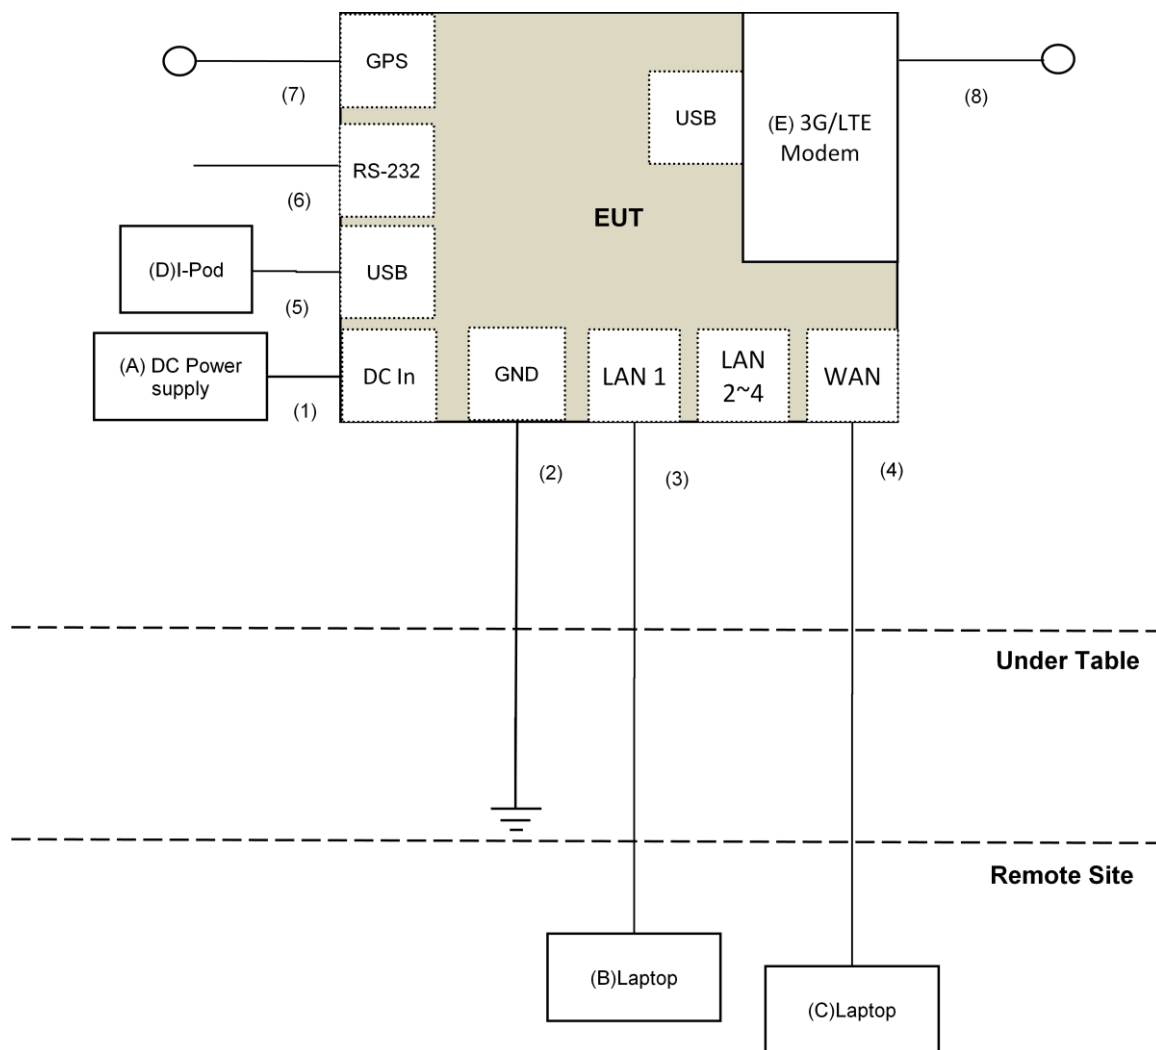 GPS
(7)
USB
(E) 3G/LTE
Modem
(8)
RS-232
(6)
EUT
(D)I-Pod
USB
(5)
(A) DC Power
supply
(1)
DC In
GND
LAN 1
LAN
2~4
WAN
(2)
(3)
(4)
Under Table
Remote Site
(B)Laptop
(C)Laptop